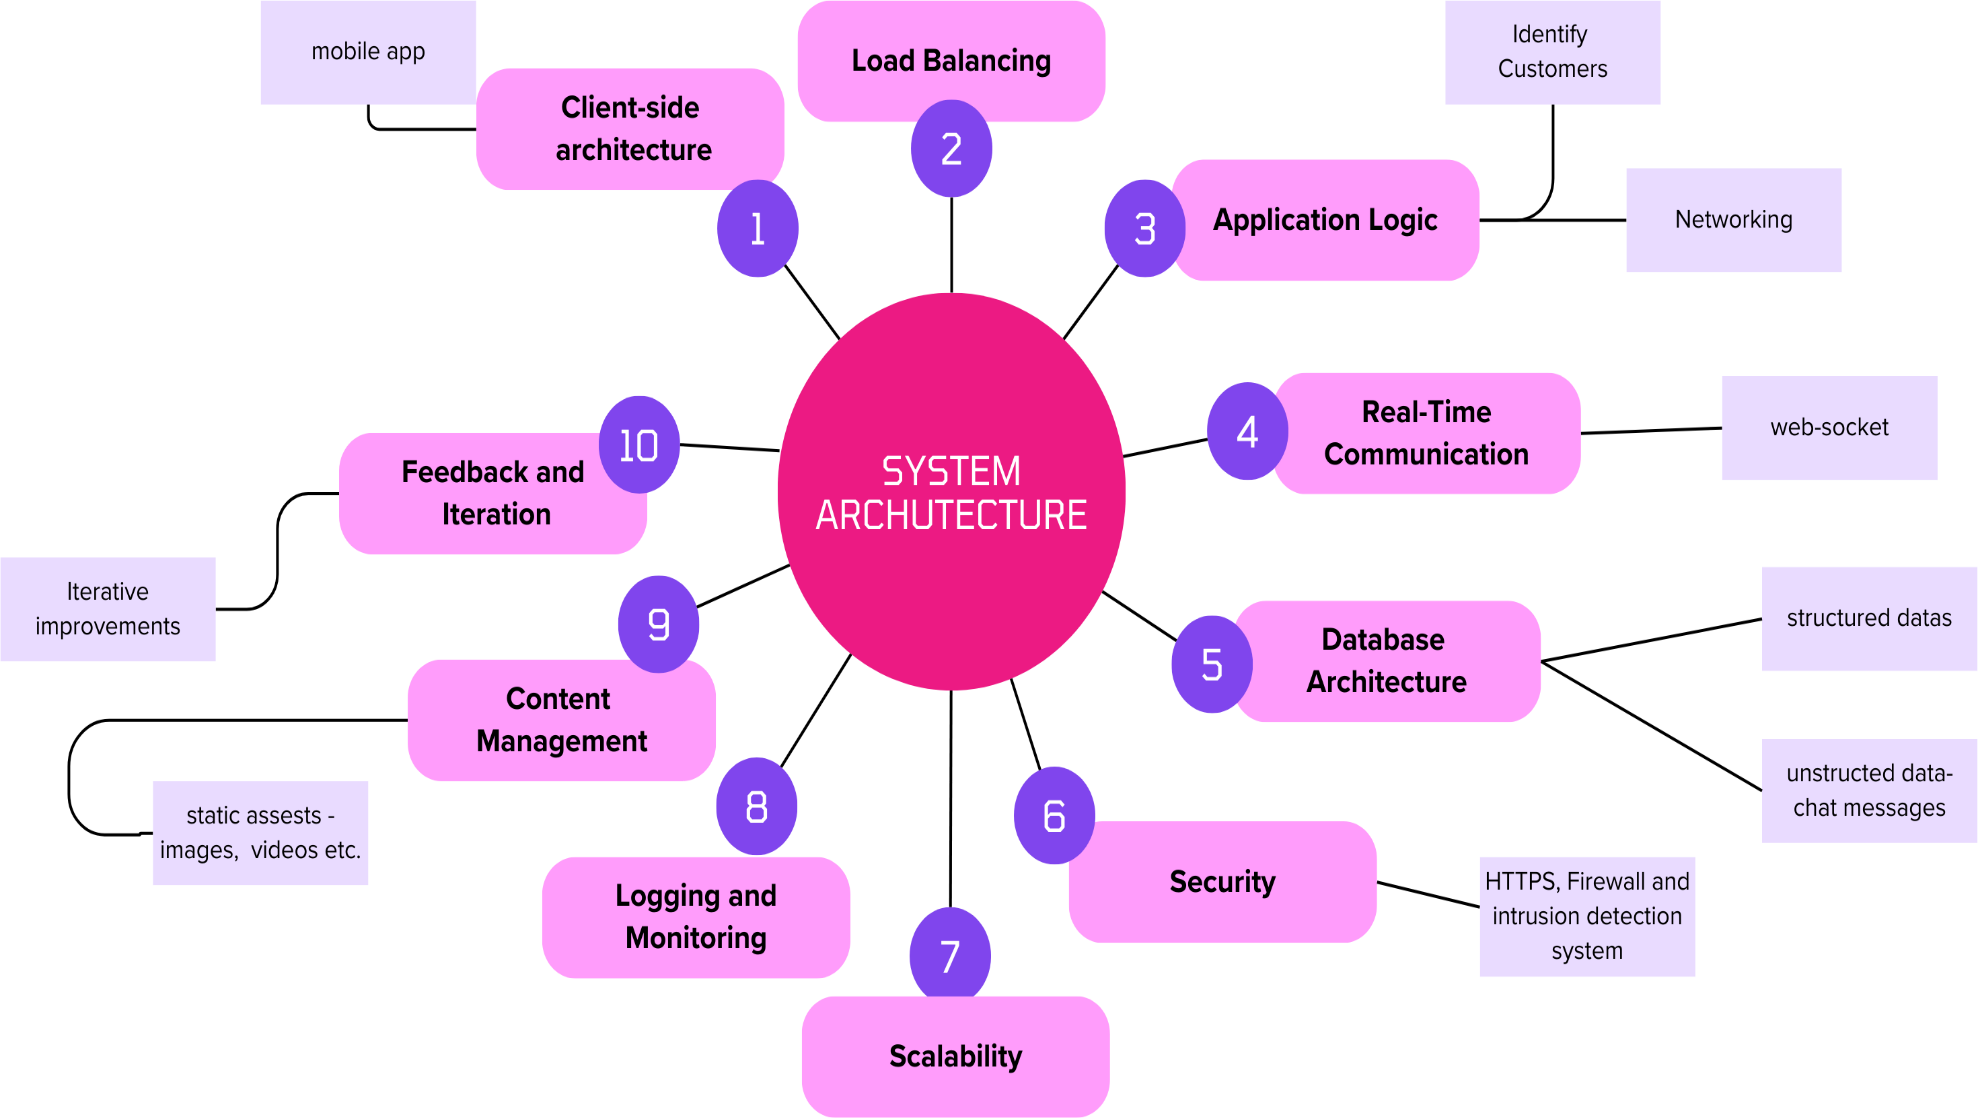 mobile app
Client-side
architecture
1
Load Balancing
2
Identify
Customers
3
Application Logic
Networking
4
Real-Time
Communication
web-socket
SYSTEM
ARCHUTECTURE
10
Feedback and
Iteration
Iterative
improvements
5
Database
Architecture
structured datas
unstructed data-
chat messages
9
Content
Management
static assests -
images,  videos etc.
8
Logging and
Monitoring
6
Security
HTTPS, Firewall and
intrusion detection
system
7
Scalability